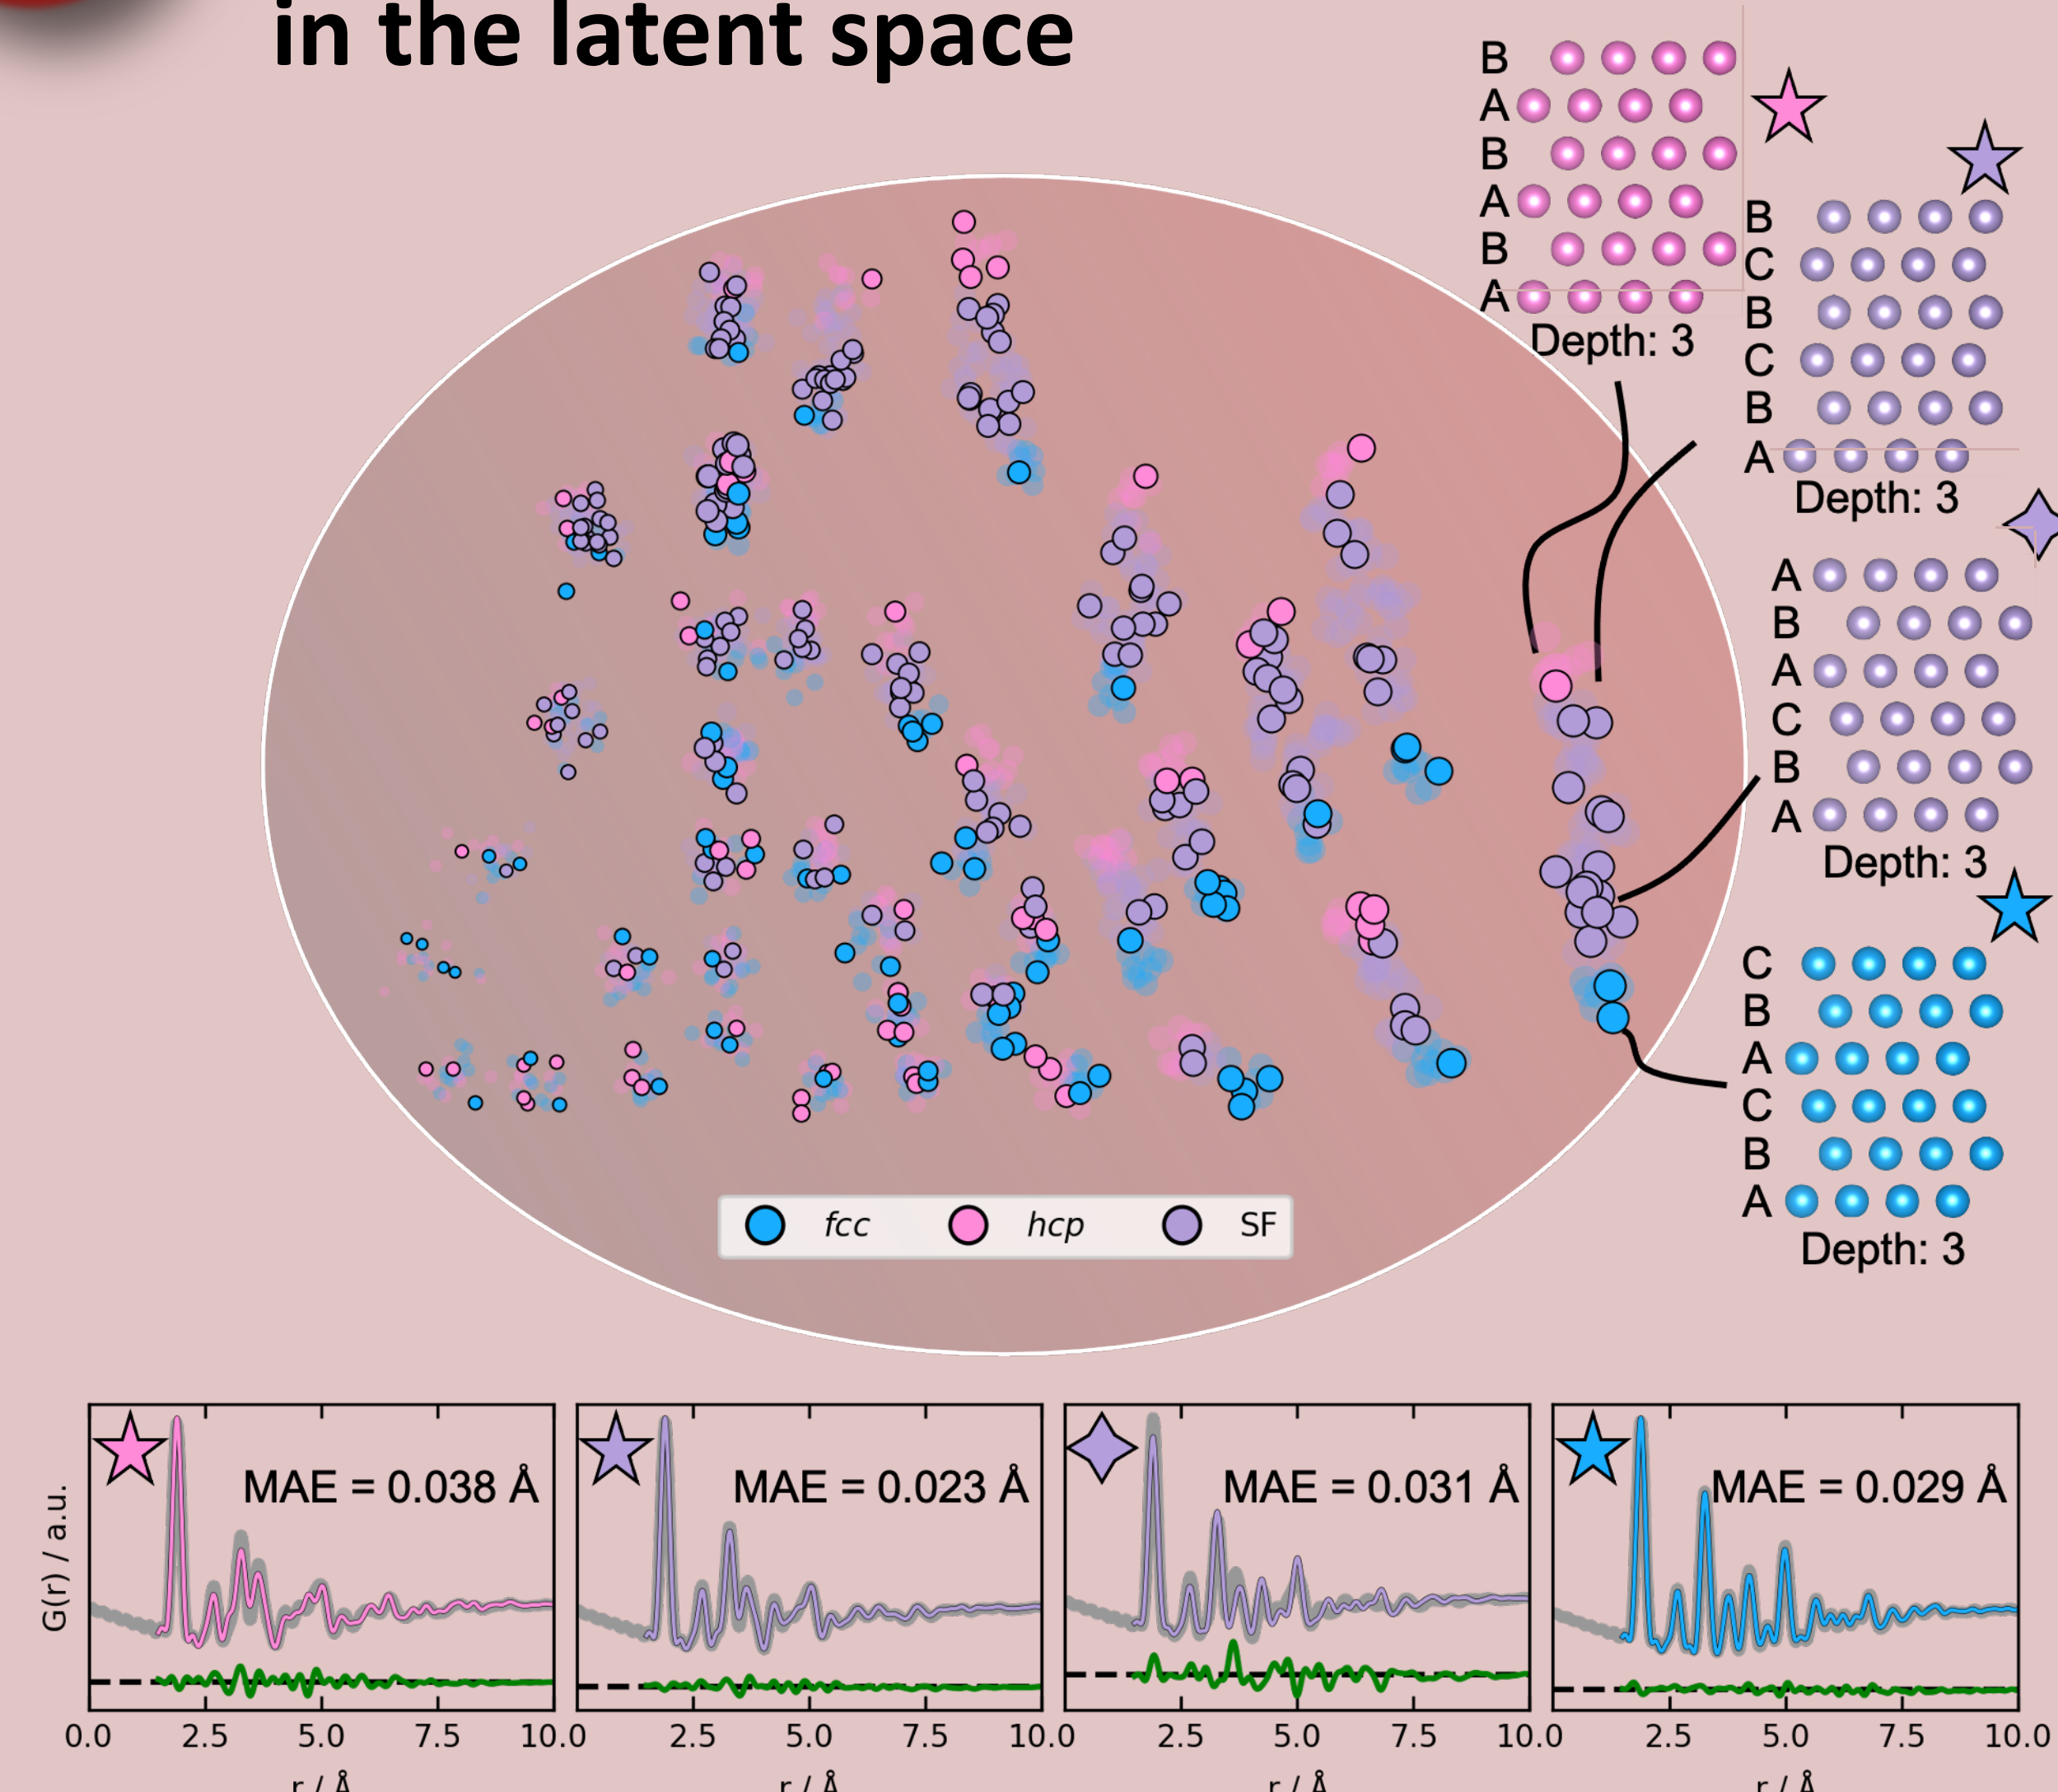 in the latent space
B
A
B
A
B
A
Depth: 3
B
C
B
C
B
A
Depth: 3
A
B
A
C
B
A
Depth: 3
C
B
A
C
B
A
Depth: 3
fcc hcp SF
MAE = 0.038 Å
MAE = 0.023 Å
MAE = 0.031 Å
MAE = 0.029 Å
G(r) / a.u.
0.0 2.5 5.0 7.5 10.0.0 2.5 5.0 7.5 10.0.0 2.5 5.0 7.5 10.0.0 2.5 5.0 7.5 10.0
r / Å r / Å r / Å r / Å